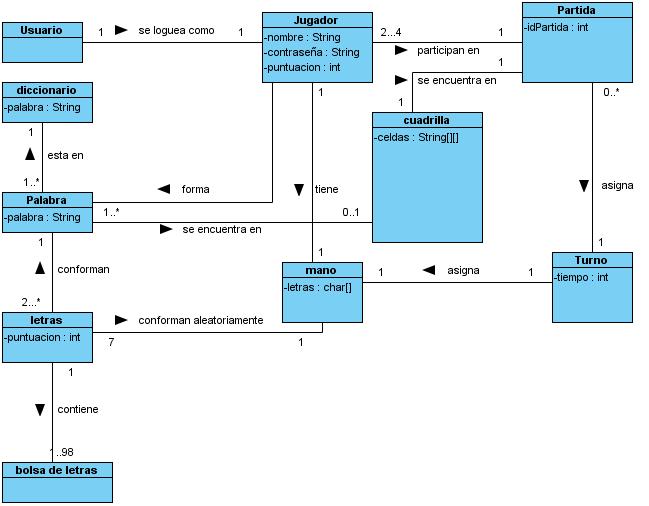 Usuario
1
se loguea como
1
Jugador
-nombre : String
-contraseña : String
-puntuacion : int
2...4
participan en
1
Partida
-idPartida : int
1
se encuentra en
1
0..*
asigna
1
diccionario
-palabra : String
1
esta en
1..*
cuadrilla
-celdas : String[][]
1
tiene
1
forma
1..*
Palabra
-palabra : String
se encuentra en
0..1
1
conforman
2...*
mano
-letras : char[]
1
asigna
1
Turno
-tiempo : int
letras
-puntuacion : int
7
conforman aleatoriamente
1
1
contiene
1..98
bolsa de letras